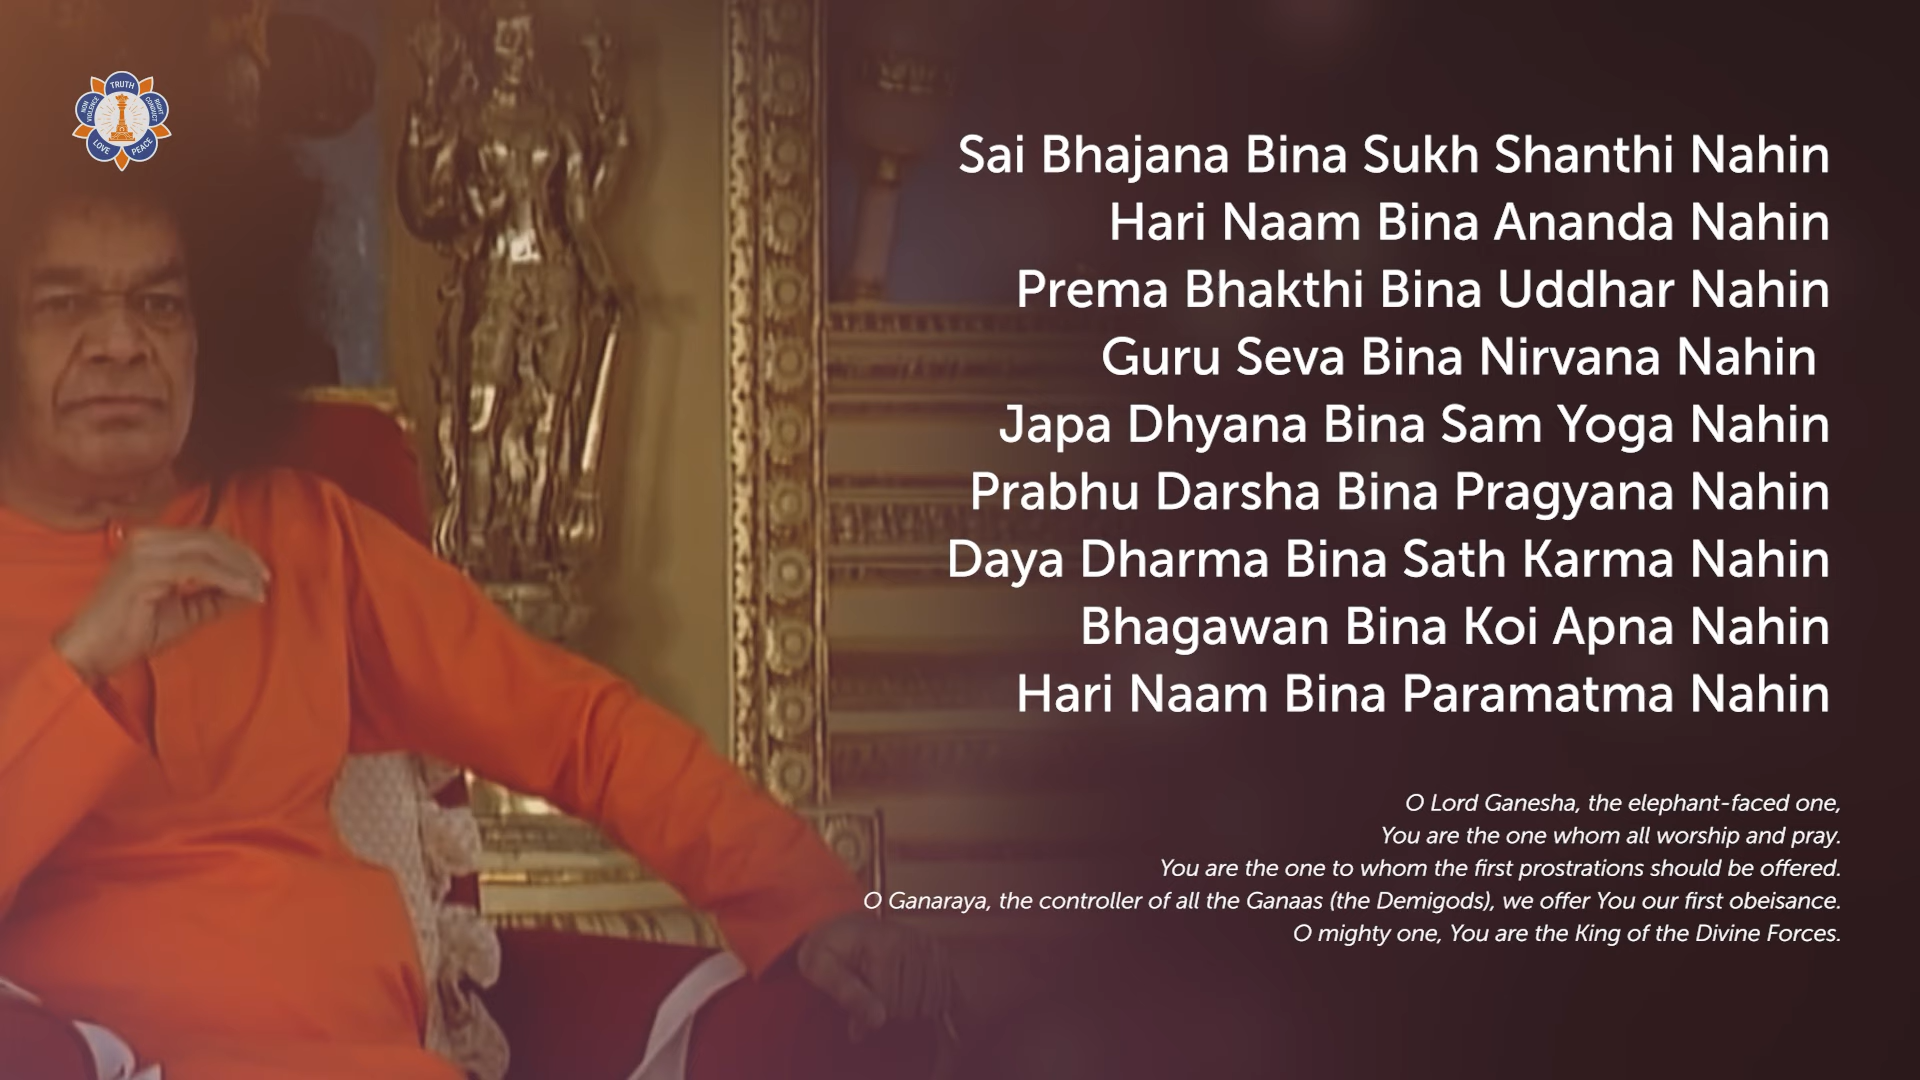 TRUTH
RIGHT CONDUCT
PEACE
LOVE
NON VIOLENCE
Sai Bhajana Bina Sukh Shanthi Nahin
Hari Naam Bina Ananda Nahin
Prema Bhakthi Bina Uddhar Nahin
Guru Seva Bina Nirvana Nahin
Japa Dhyana Bina Sam Yoga Nahin
Prabhu Darsha Bina Pragyana Nahin
Daya Dharma Bina Sath Karma Nahin
Bhagawan Bina Koi Apna Nahin
Hari Naam Bina Paramatma Nahin
O Lord Ganesha, the elephant-faced one,
You are the one whom all worship and pray.
You are the one to whom the first prostrations should be offered.
O Ganaraya, the controller of all the Ganaas (the Demigods), we offer You our first obeisance.
O mighty one, You are the King of the Divine Forces.